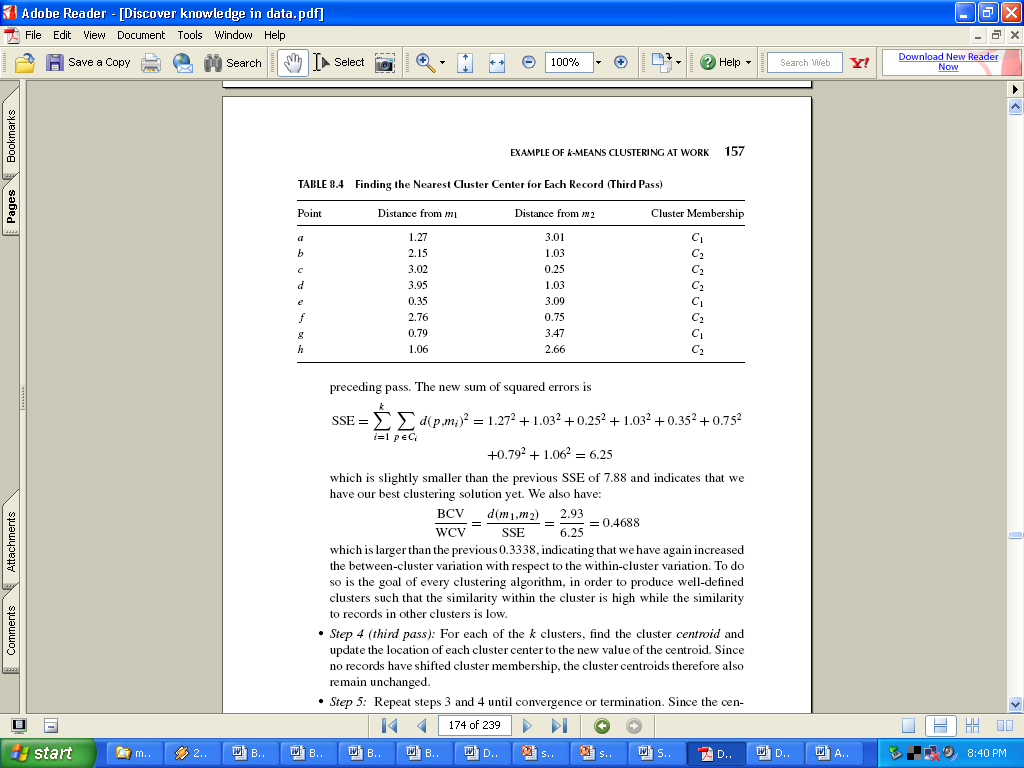 Adobe Reader - [Discover knowledge in data.pdf]
File Edit View Document Tools Window Help
Save a Copy Search Select 100% Help Search Web Y! Download New Reader Now
Bookmarks
Pages
Attachments
Comments
EXAMPLE OF k-MEANS CLUSTERING AT WORK 157
TABLE 8.4 Finding the Nearest Cluster Center for Each Record (Third Pass)
Point Distance from m1 Distance from m2 Cluster Membership
a 1.27 3.01 C1
b 2.15 1.03 C2
c 3.02 0.25 C2
d 3.95 1.03 C2
e 0.35 3.09 C1
f 2.76 0.75 C2
g 0.79 3.47 C1
h 1.06 2.66 C2
preceding pass. The new sum of squared errors is
SSE = ∑_{i=1}^{k} ∑_{p∈C_i} d(p,m_i)² = 1.27² + 1.03² + 0.25² + 1.03² + 0.35² + 0.75²
+0.79² + 1.06² = 6.25
which is slightly smaller than the previous SSE of 7.88 and indicates that we
have our best clustering solution yet. We also have:
BCV/WCV = d(m1,m2)/SSE = 2.93/6.25 = 0.4688
which is larger than the previous 0.3338, indicating that we have again increased
the between-cluster variation with respect to the within-cluster variation. To do
so is the goal of every clustering algorithm, in order to produce well-defined
clusters such that the similarity within the cluster is high while the similarity
to records in other clusters is low.
• Step 4 (third pass): For each of the k clusters, find the cluster centroid and
update the location of each cluster center to the new value of the centroid. Since
no records have shifted cluster membership, the cluster centroids therefore also
remain unchanged.
• Step 5: Repeat steps 3 and 4 until convergence or termination. Since the cen-
174 of 239
start m.. 2.. B.. B.. B.. B.. D.. s.. s.. S.. D.. D.. A.. 8:40 PM